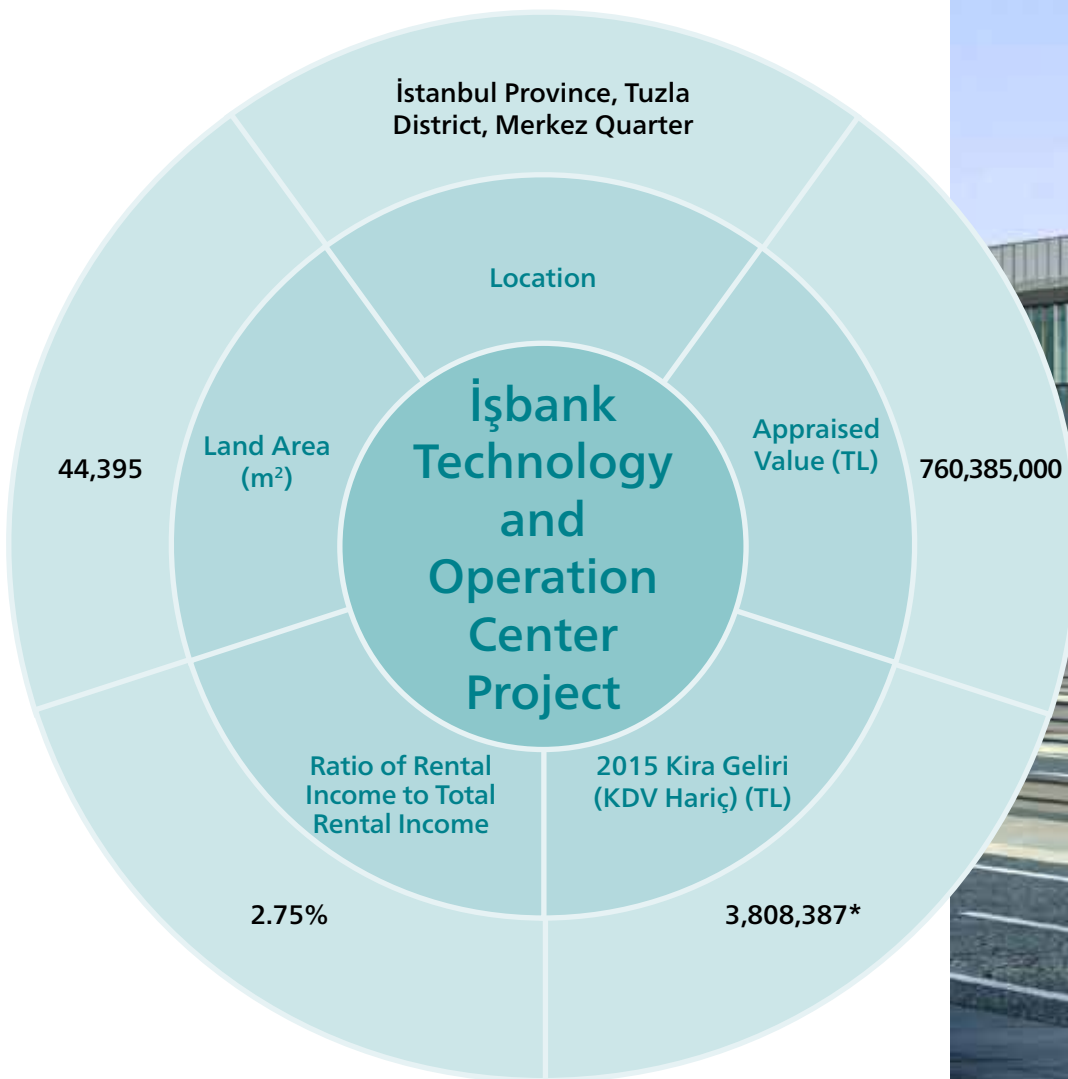 İstanbul Province, Tuzla
District, Merkez Quarter
Location
İşbank
Technology
and
Operation
Center
Project
Land Area
(m²)
44,395
Appraised
Value (TL)
760,385,000
Ratio of Rental
Income to Total
Rental Income
2.75%
2015 Kira Geliri
(KDV Hariç) (TL)
3,808,387*